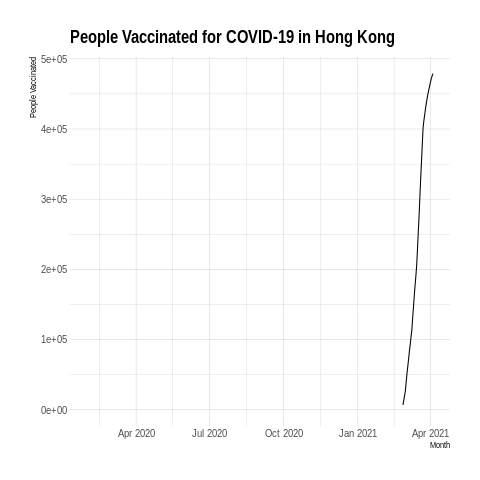 People Vaccinated for COVID-19 in Hong Kong
People Vaccinated
5e+05
4e+05
3e+05
2e+05
1e+05
0e+00
Apr 2020 Jul 2020 Oct 2020 Jan 2021 Apr 2021
Month